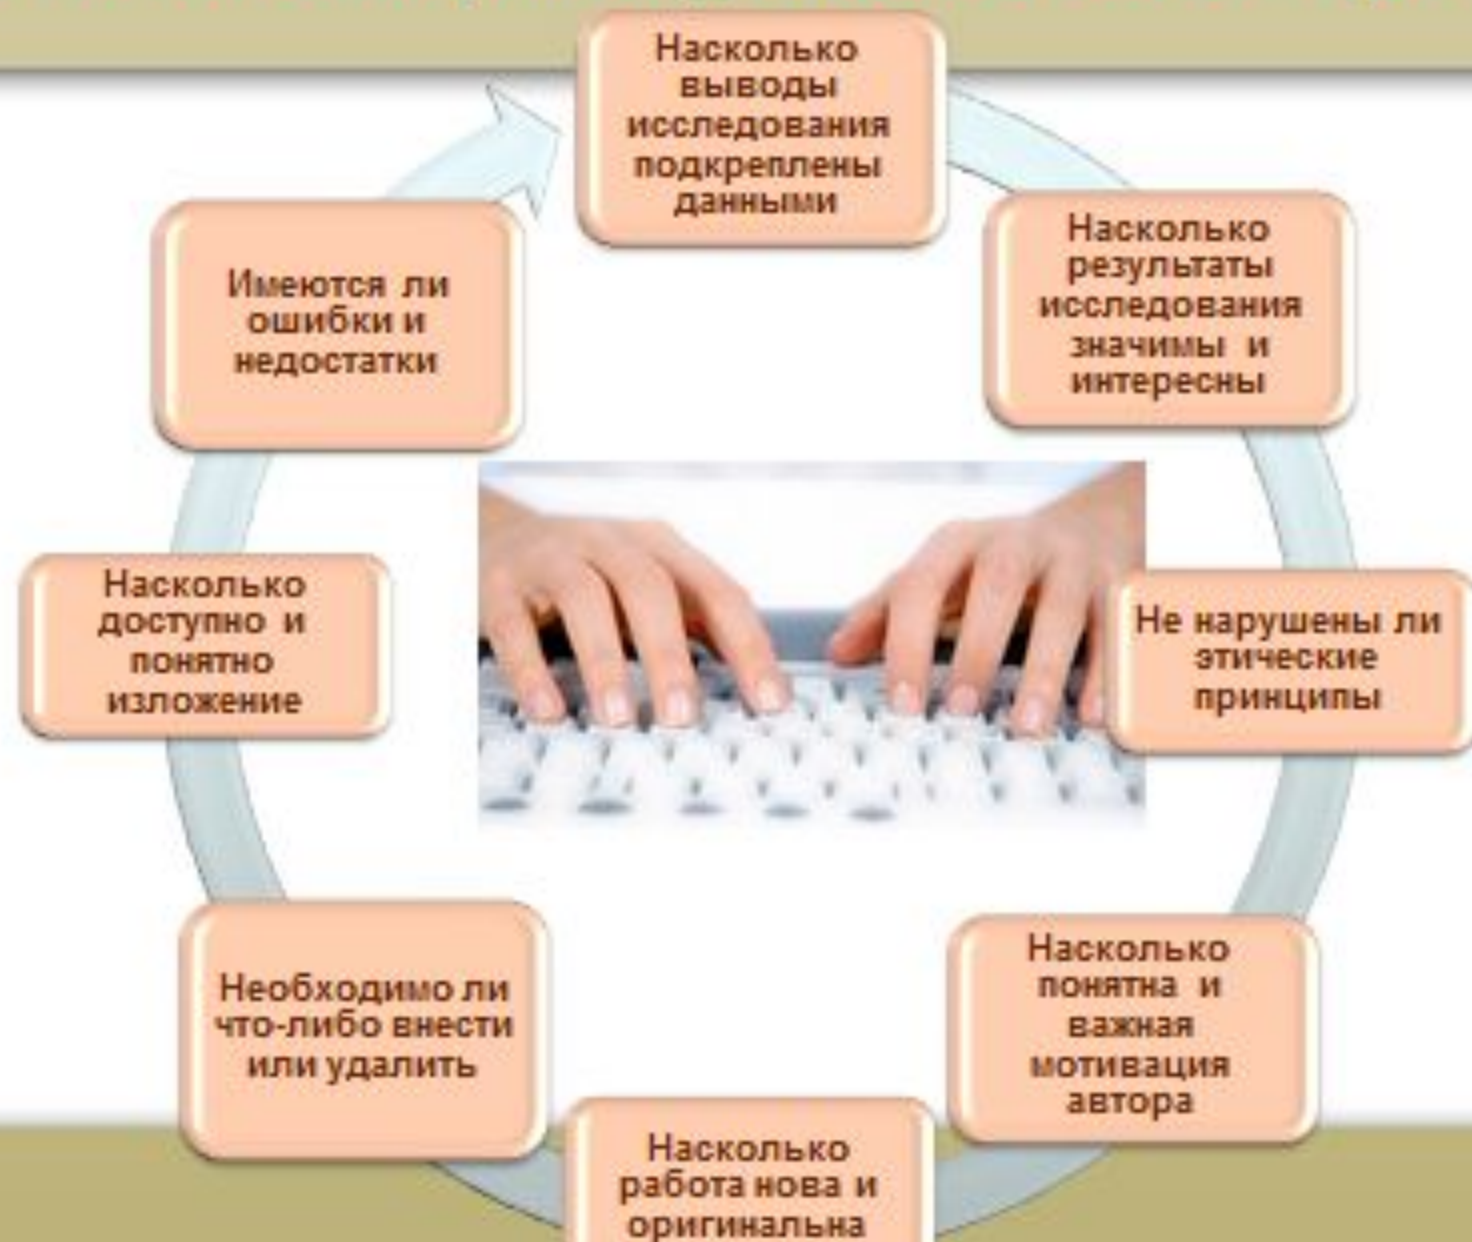 Насколько
выводы
исследования
подкреплены
данными
Насколько
результаты
исследования
значимы и
интересны
Не нарушены ли
этические
принципы
Насколько
понятна и
важная
мотивация
автора
Насколько
работа нова и
оригинальна
Необходимо ли
что-либо внести
или удалить
Насколько
доступно и
понятно
изложение
Имеются ли
ошибки и
недостатки